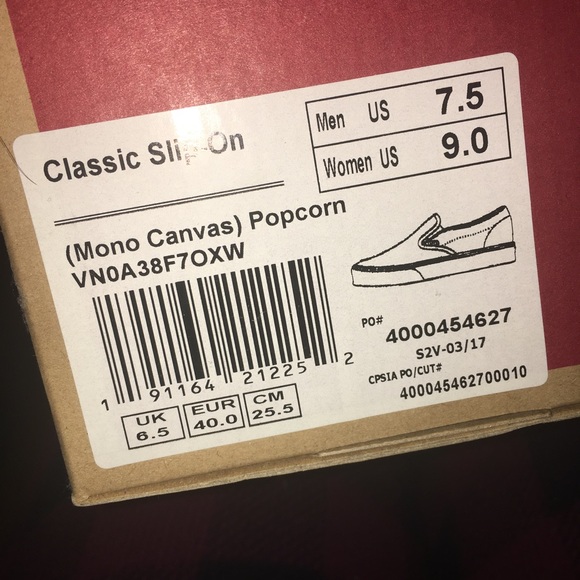 Classic Slip-On
Men US 7.5
Women US 9.0
(Mono Canvas) Popcorn
VN0A38F7OXW
PO# 4000454627
S2V-03/17
CPSIA PO/CUT#
400045462700010
1 91164 21225 2
UK 6.5
EUR 40.0
CM 25.5